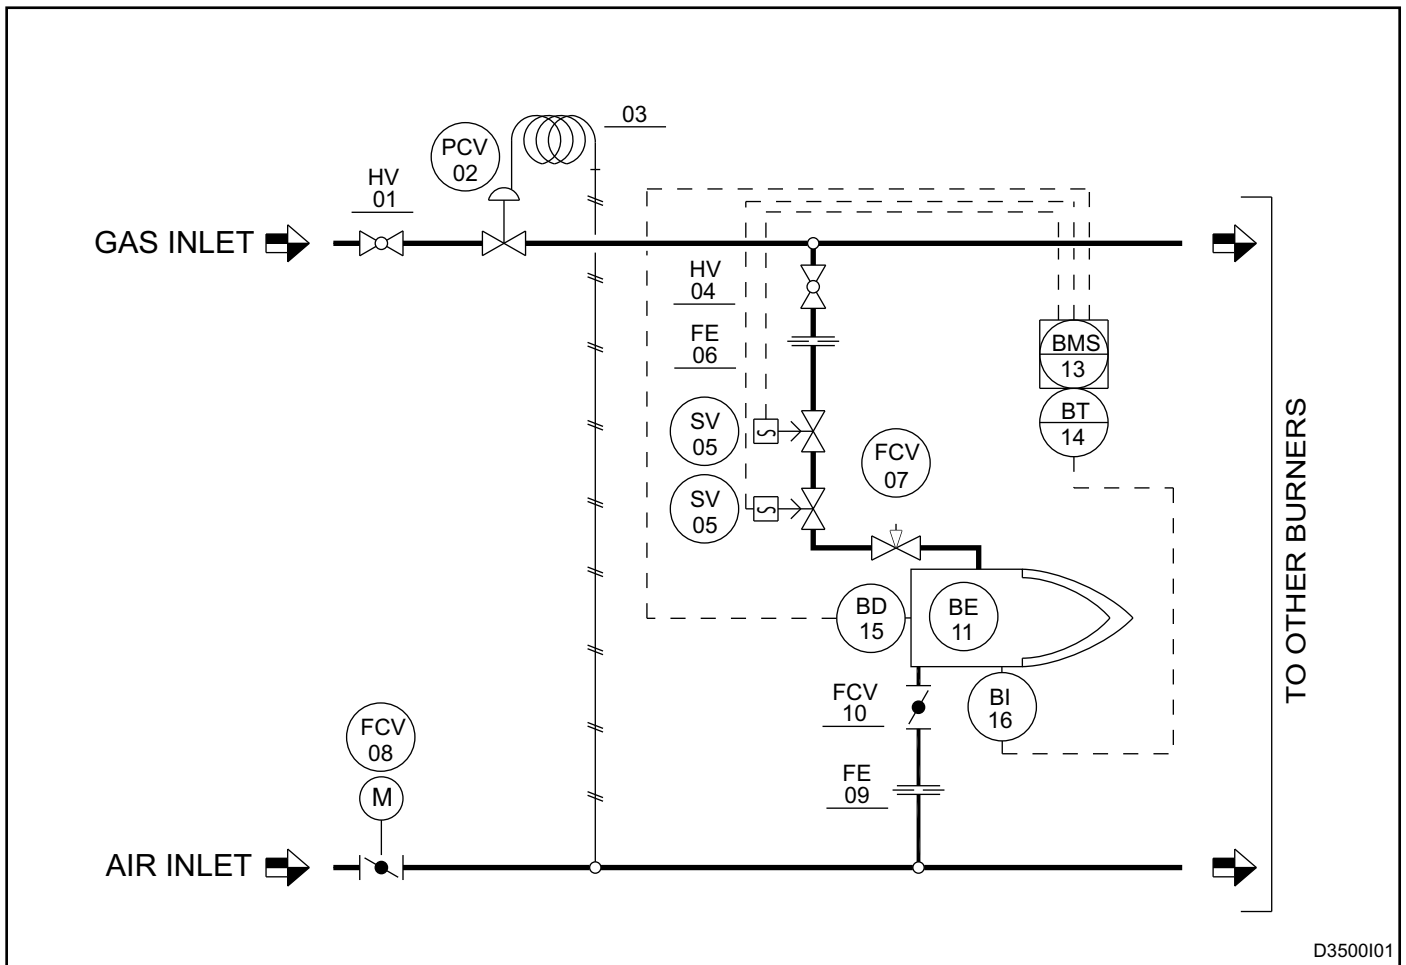 03
PCV
02
HV
01
GAS INLET
HV
04
FE
06
BMS
13
BT
14
SV
05
FCV
07
SV
05
TO OTHER BURNERS
BD
15
BE
11
FCV
10
BI
16
FCV
08
M
FE
09
AIR INLET
D3500I01